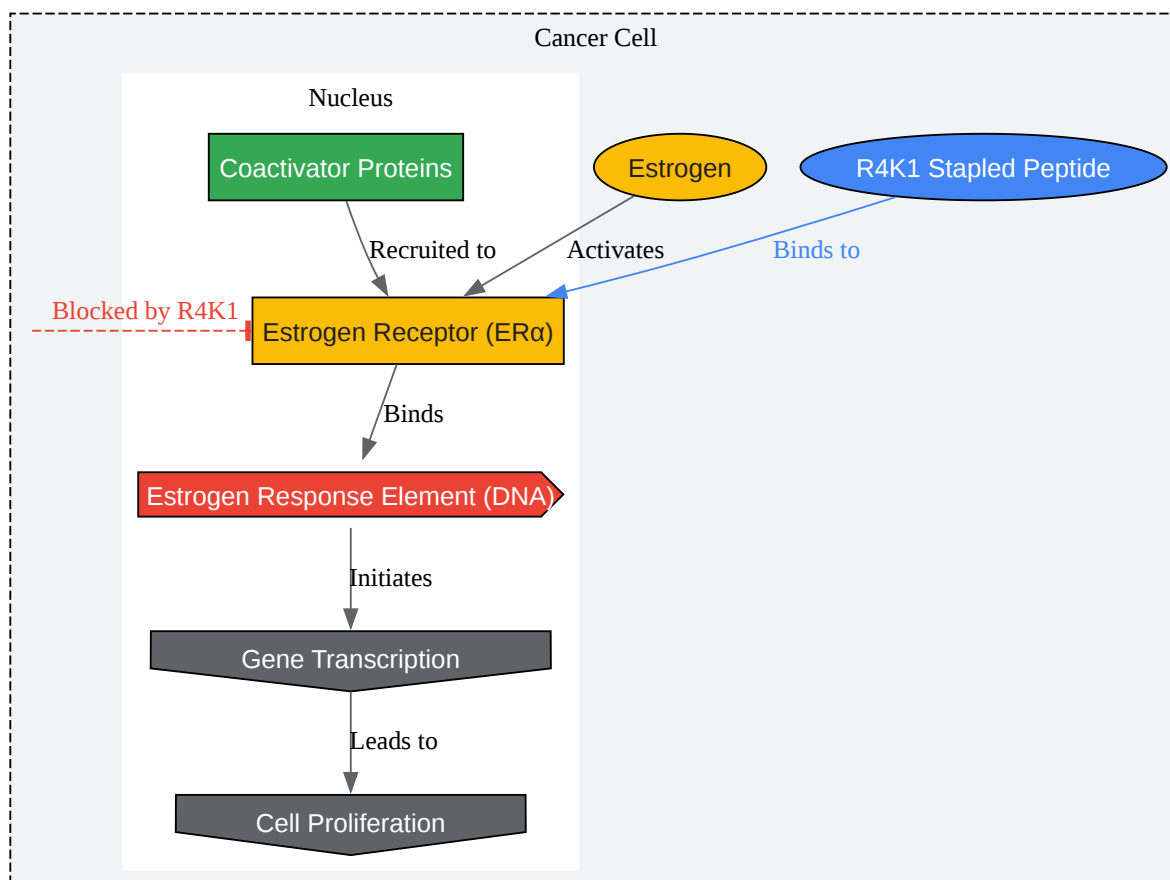 Cancer Cell
Nucleus
Coactivator Proteins
Estrogen
R4K1 Stapled Peptide
Recruited to
Activates
Binds to
Blocked by R4K1
Estrogen Receptor (ERα)
Binds
Estrogen Response Element (DNA)
Initiates
Gene Transcription
Leads to
Cell Proliferation